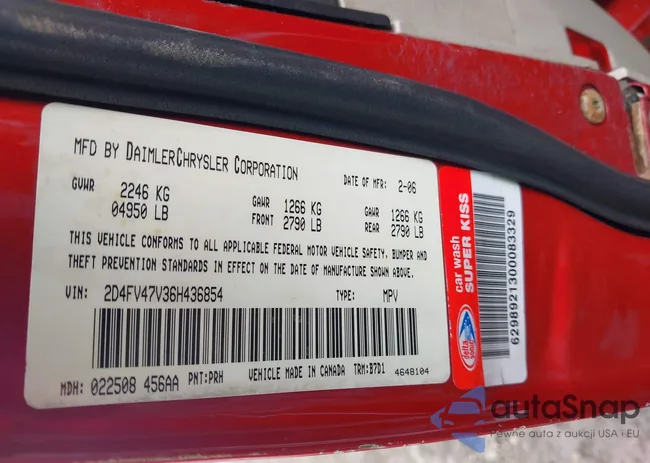 MFD BY DAIMLERCHRYSLER CORPORATION
DATE OF MFR: 2-06
GVWR 2246 KG
04950 LB
GAWR FRONT 1266 KG
2790 LB
GAWR REAR 1266 KG
2790 LB
THIS VEHICLE CONFORMS TO ALL APPLICABLE FEDERAL MOTOR VEHICLE SAFETY, BUMPER AND
THEFT PREVENTION STANDARDS IN EFFECT ON THE DATE OF MANUFACTURE SHOWN ABOVE.
VIN: 2D4FV47V36H436854 TYPE: MPV
MDH: 022508 456AA PNT:PRH VEHICLE MADE IN CANADA TRM:B7D1 4648104
car wash
SUPER KISS
6298921300083329
autaSnap
Pewne auta z aukcji USA i EU